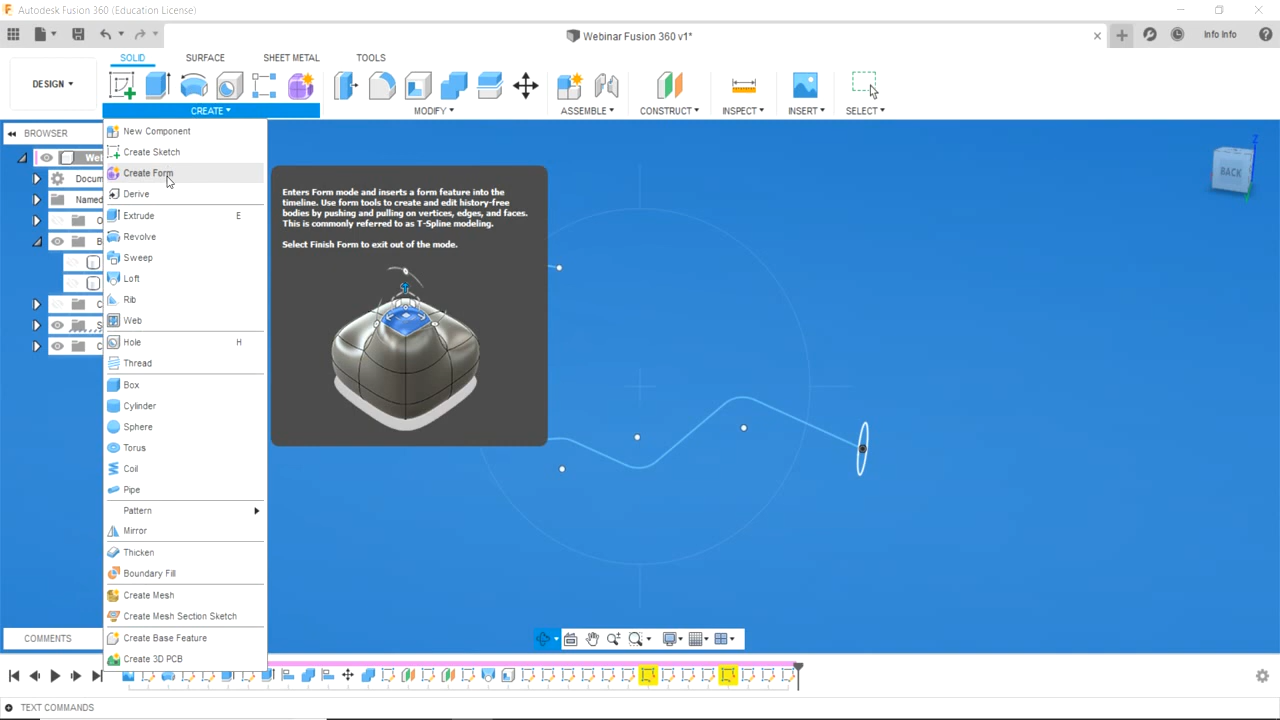 Autodesk Fusion 360 (Education License)
Webinar Fusion 360 v1*
Info Info
SOLID
SURFACE
SHEET METAL
TOOLS
DESIGN
CREATE
MODIFY
ASSEMBLE
CONSTRUCT
INSPECT
INSERT
SELECT
BROWSER
New Component
Create Sketch
Create Form
Derive
Extrude E
Revolve
Sweep
Loft
Rib
Web
Hole H
Thread
Box
Cylinder
Sphere
Torus
Coil
Pipe
Pattern
Mirror
Thicken
Boundary Fill
Create Mesh
Create Mesh Section Sketch
Create Base Feature
Create 3D PCB
Web
Docum
Named
O
B
C
S
C
Enters Form mode and inserts a form feature into the
timeline. Use form tools to create and edit history-free
bodies by pushing and pulling on vertices, edges, and faces.
This is commonly referred to as T-Spline modeling.
Select Finish Form to exit out of the mode.
Z
BACK
COMMENTS
TEXT COMMANDS